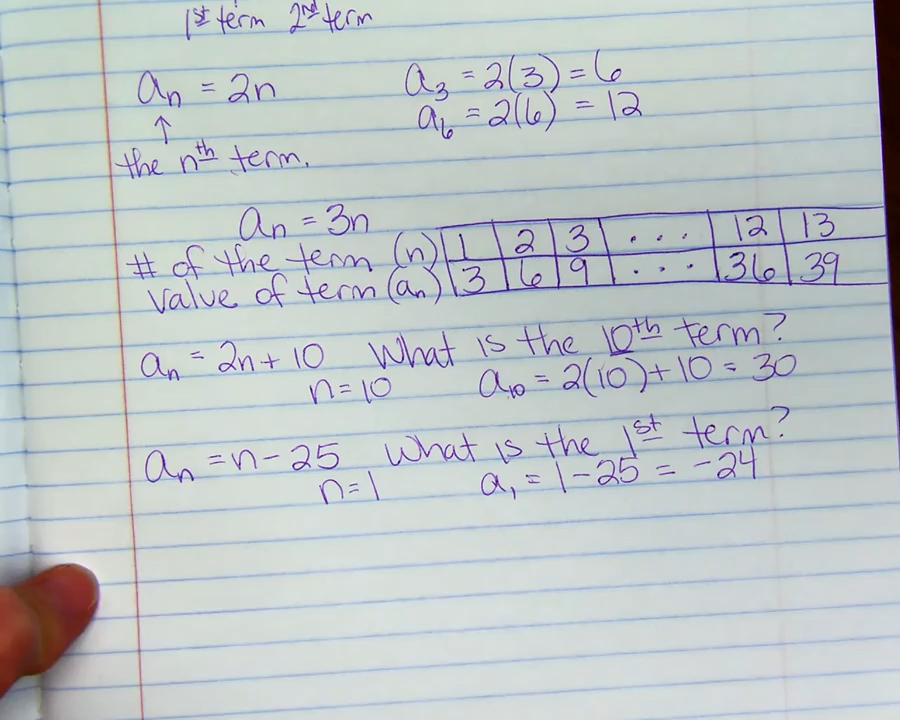 1st term 2nd term
an = 2n a3 = 2(3) = 6
↑ a6 = 2(6) = 12
the nth term.
an = 3n
# of the term (n) 1 2 3 ... 12 13
value of term (an) 3 6 9 ... 36 39
an = 2n + 10 What is the 10th term?
n = 10 a10 = 2(10) + 10 = 30
an = n - 25 What is the 1st term?
n = 1 a1 = 1 - 25 = -24